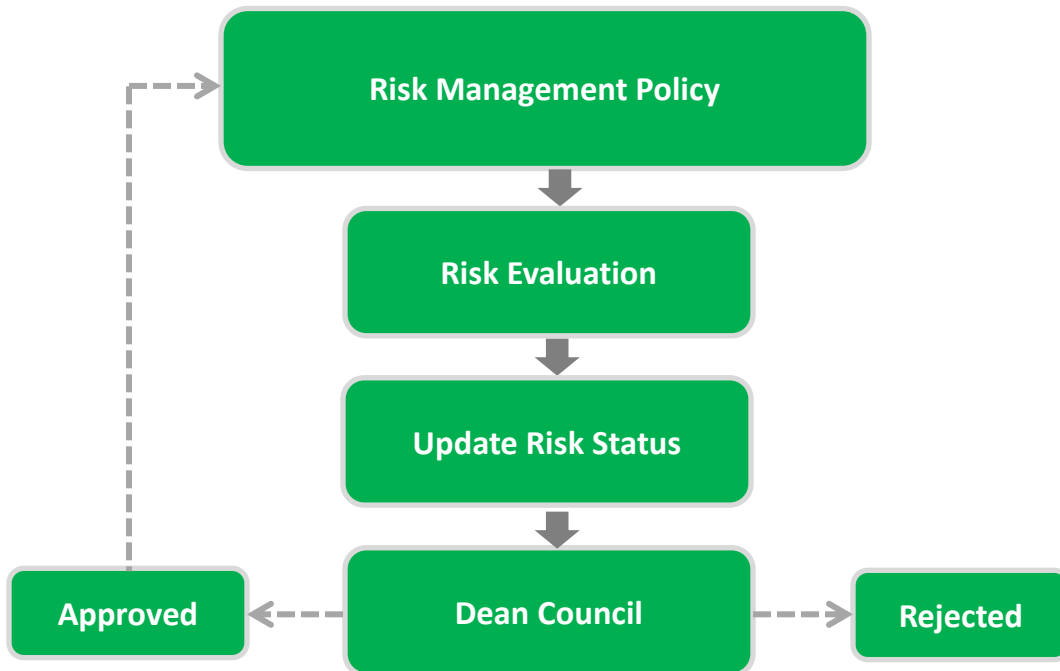 Risk Management Policy
Risk Evaluation
Update Risk Status
Approved
Dean Council
Rejected